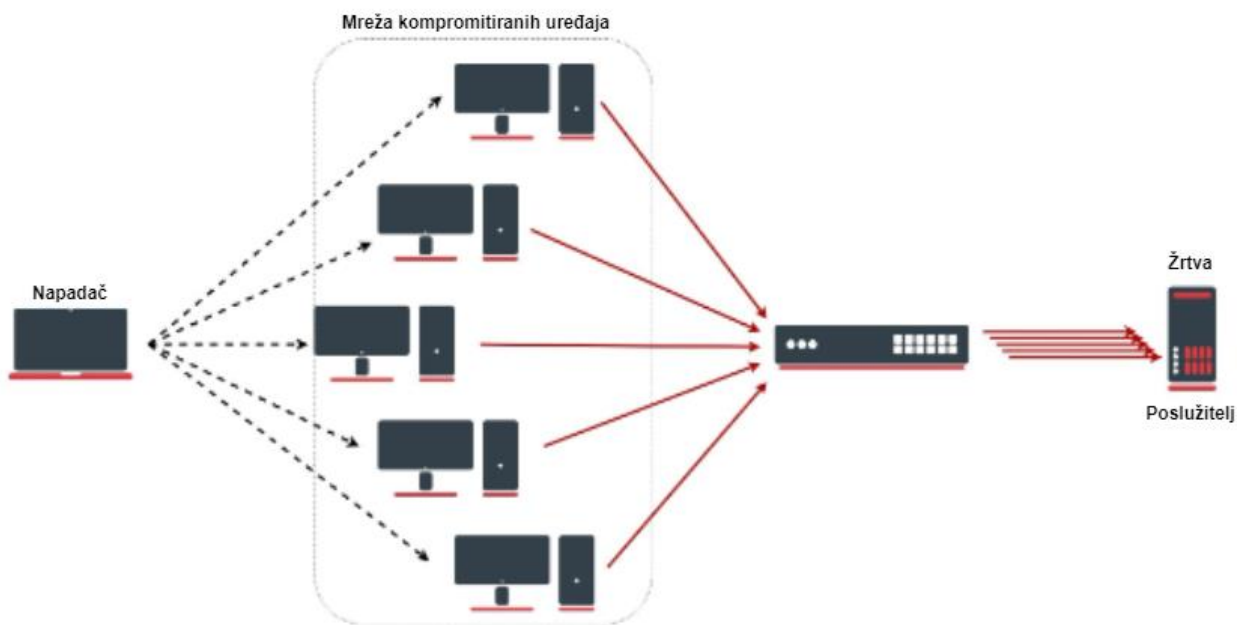 Mreža kompromitiranih uređaja
Napadač
Žrtva
Poslužitelj